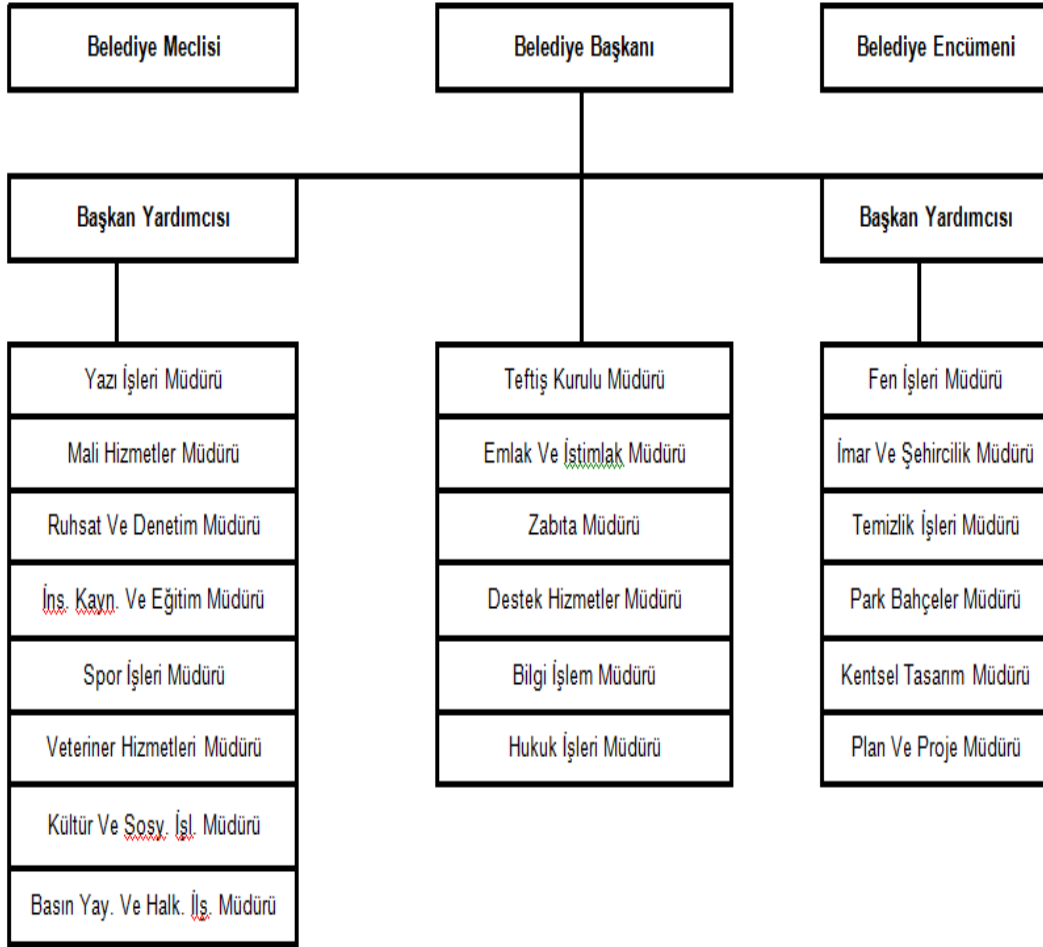 Belediye Meclisi
Belediye Başkanı
Belediye Encümeni
Başkan Yardımcısı
Başkan Yardımcısı
Yazı İşleri Müdürü
Mali Hizmetler Müdürü
Ruhsat Ve Denetim Müdürü
İns. Kayn. Ve Eğitim Müdürü
Spor İşleri Müdürü
Veteriner Hizmetleri Müdürü
Kültür Ve Sosy. İşl. Müdürü
Basın Yay. Ve Halk. İlş. Müdürü
Teftiş Kurulu Müdürü
Emlak Ve İstimlak Müdürü
Zabıta Müdürü
Destek Hizmetler Müdürü
Bilgi İşlem Müdürü
Hukuk İşleri Müdürü
Fen İşleri Müdürü
İmar Ve Şehircilik Müdürü
Temizlik İşleri Müdürü
Park Bahçeler Müdürü
Kentsel Tasarım Müdürü
Plan Ve Proje Müdürü